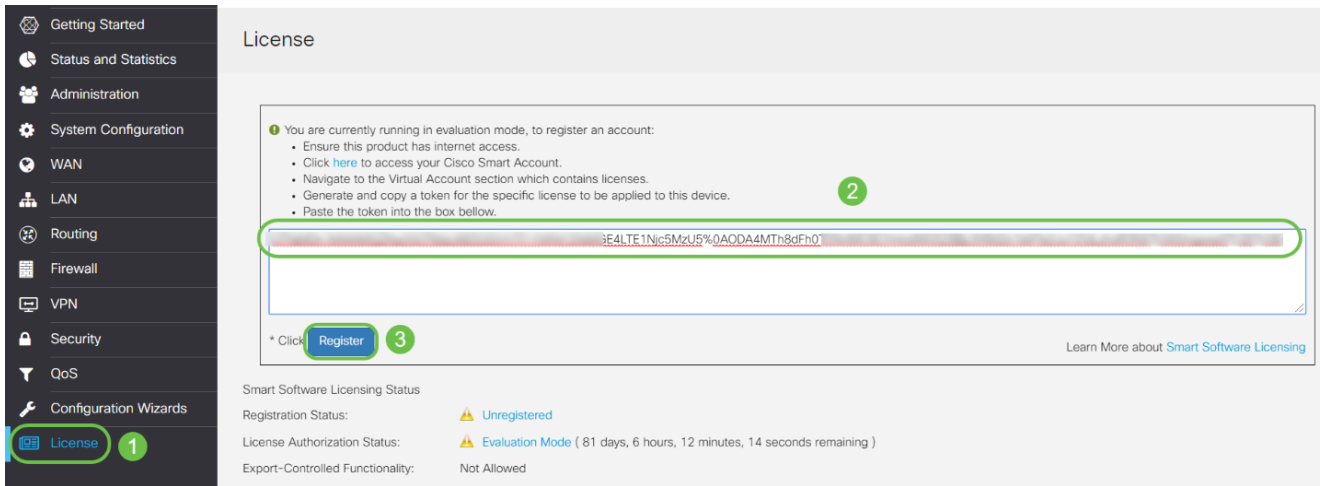 Getting Started
Status and Statistics
Administration
System Configuration
WAN
LAN
Routing
Firewall
VPN
Security
QoS
Configuration Wizards
License
1
License
You are currently running in evaluation mode, to register an account:
• Ensure this product has internet access.
• Click here to access your Cisco Smart Account.
• Navigate to the Virtual Account section which contains licenses.
• Generate and copy a token for the specific license to be applied to this device.
• Paste the token into the box bellow.
2
GE4LTE1Njc5MzU5%0AODA4MTh8dFh0T
* Click Register 3
Learn More about Smart Software Licensing
Smart Software Licensing Status
Registration Status: Unregistered
License Authorization Status: Evaluation Mode ( 81 days, 6 hours, 12 minutes, 14 seconds remaining )
Export-Controlled Functionality: Not Allowed